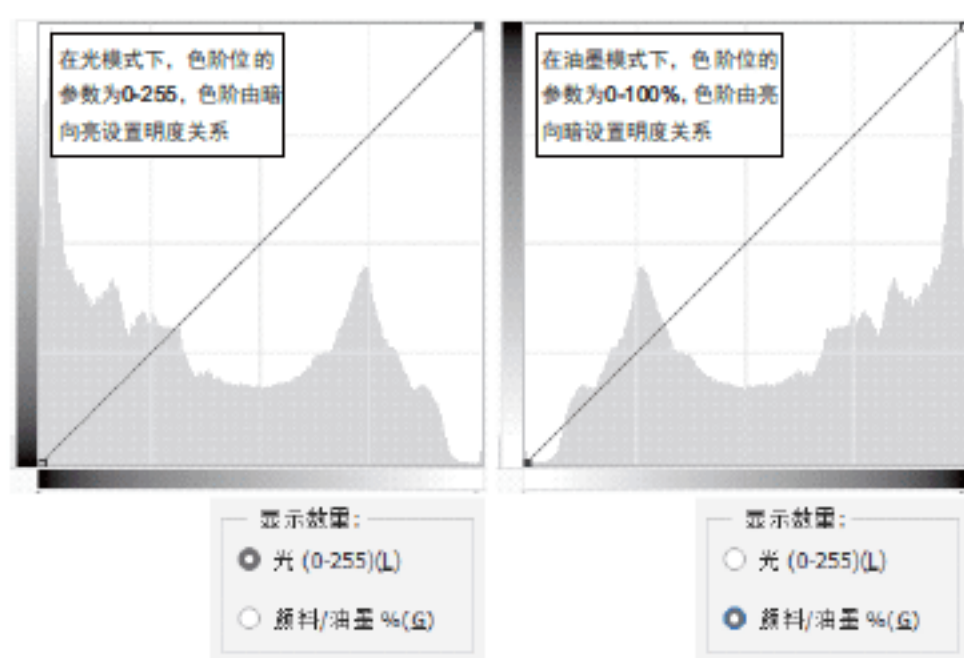 在光模式下，色阶位的
参数为0-255，色阶由暗
向亮设置明度关系
在油墨模式下，色阶位的
参数为0-100%，色阶由亮
向暗设置明度关系
显示数量：
光 (0-255)(L)
颜料/油墨 %(G)
显示数量：
光 (0-255)(L)
颜料/油墨 %(G)